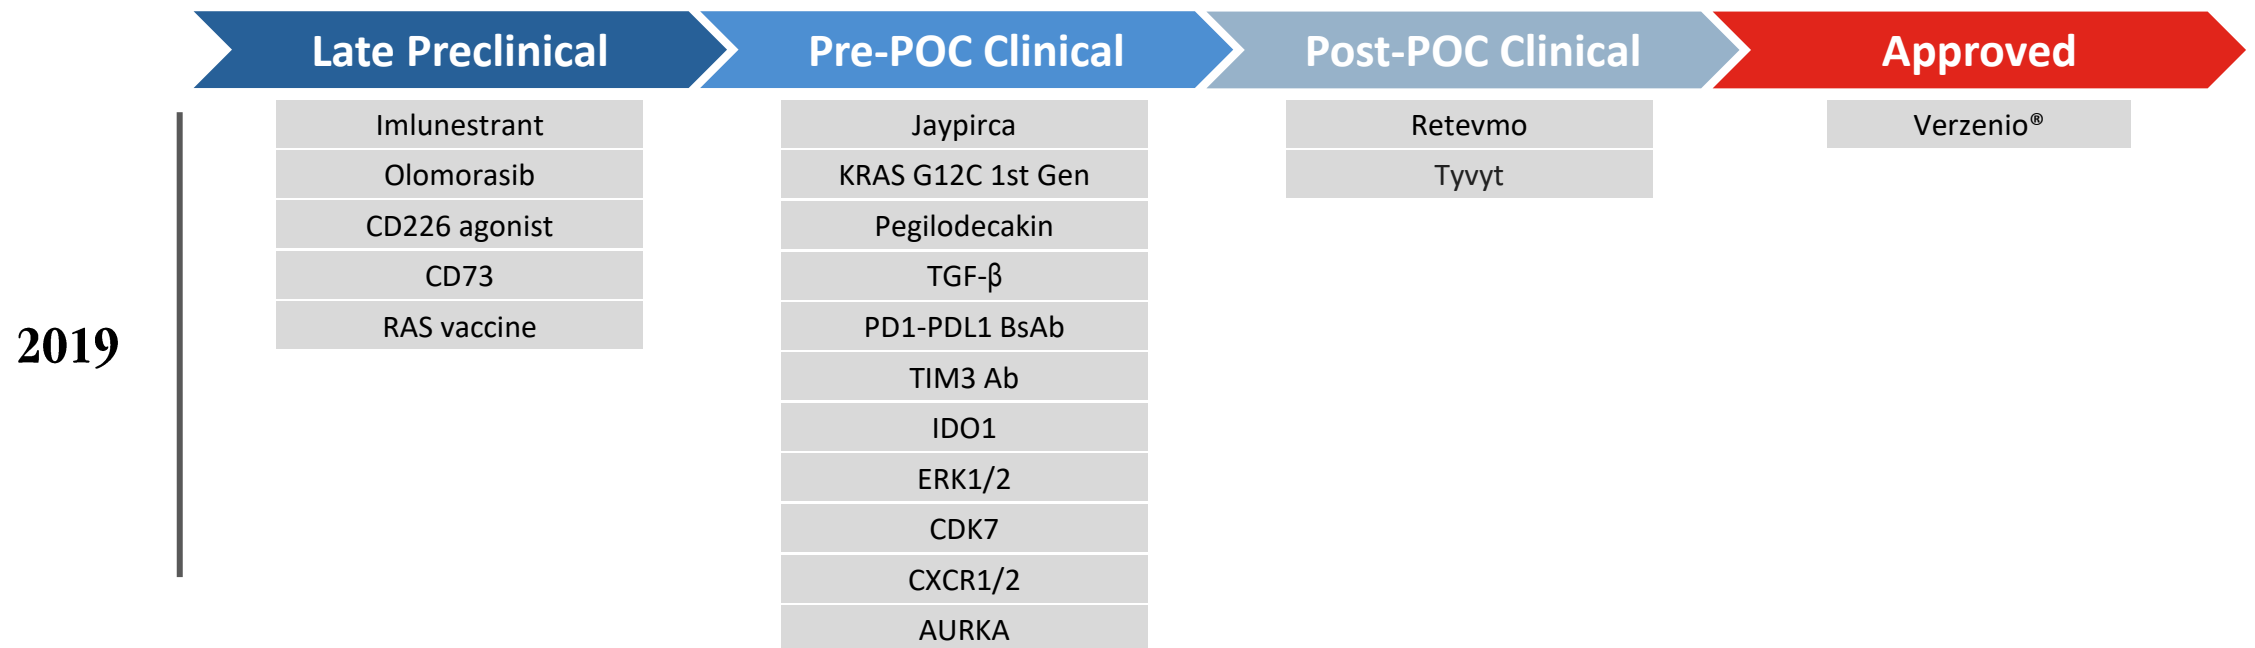 Late Preclinical
Pre-POC Clinical
Post-POC Clinical
Approved
2019
Imlunestrant
Olomorasib
CD226 agonist
CD73
RAS vaccine
Jaypirca
KRAS G12C 1st Gen
Pegilodecakin
TGF-β
PD1-PDL1 BsAb
TIM3 Ab
IDO1
ERK1/2
CDK7
CXCR1/2
AURKA
Retevmo
Tyvyt
Verzenio®